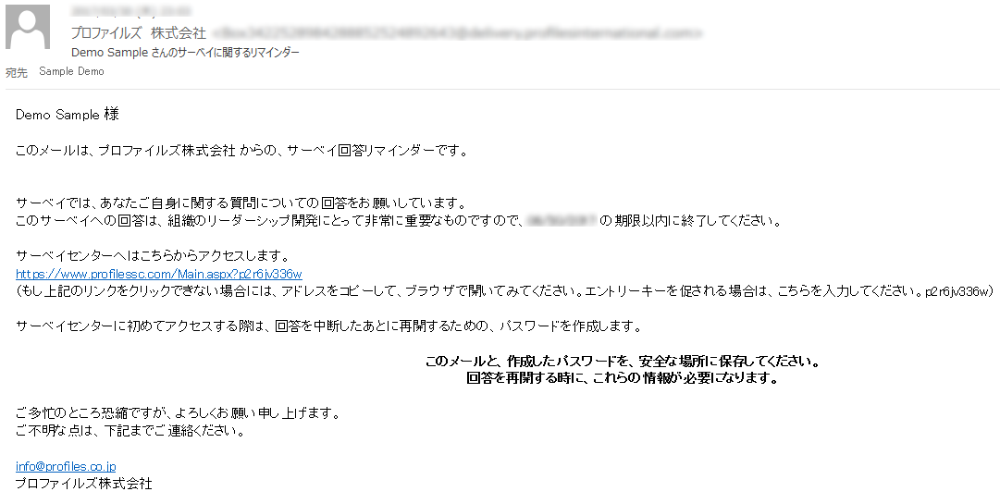 プロファイルズ 株式会社
Demo Sample さんのサーベイに関するリマインダー
宛先 Sample Demo
Demo Sample 様
このメールは、プロファイルズ株式会社 からの、サーベイ回答リマインダーです。
サーベイでは、あなたご自身に関する質問についての回答をお願いしています。
このサーベイへの回答は、組織のリーダーシップ開発にとって非常に重要なものですので、 の期限以内に終了してください。
サーベイセンターへはこちらからアクセスします。
https://www.profilessc.com/Main.aspx?p2r6jv336w
(もし上記のリンクをクリックできない場合には、アドレスをコピーして、ブラウザで開いてみてください。エントリーキーを促される場合は、こちらを入力してください。p2r6jv336w)
サーベイセンターに初めてアクセスする際は、回答を中断したあとに再開するための、パスワードを作成します。
このメールと、作成したパスワードを、安全な場所に保存してください。
回答を再開する時に、これらの情報が必要になります。
ご多忙のところ恐縮ですが、よろしくお願い申し上げます。
ご不明な点は、下記までご連絡ください。
info@profiles.co.jp
プロファイルズ株式会社